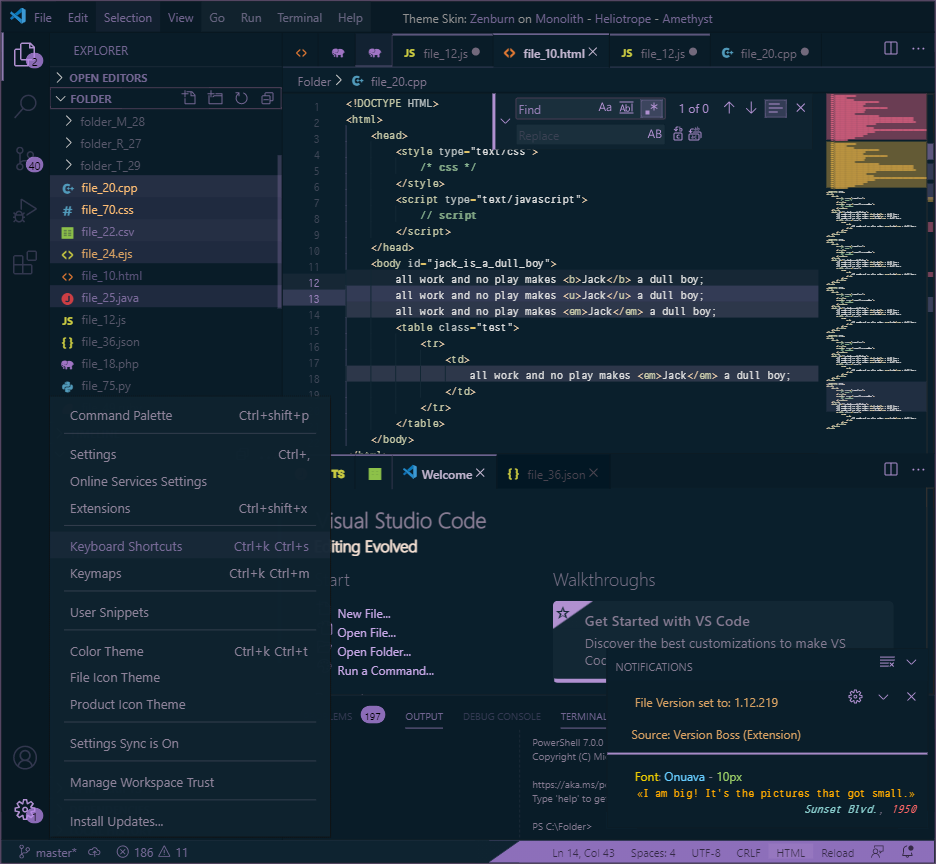 File Edit Selection View Go Run Terminal Help Theme Skin: Zenburn on Monolith - Heliotrope - Amethyst
2
EXPLORER
JS file_12.js
file_10.html
JS file_12.js
file_20.cpp
OPEN EDITORS
Folder > file_20.cpp
FOLDER
folder_M_28
folder_R_27
folder_T_29
file_20.cpp
file_70.css
file_22.csv
file_24.ejs
file_10.html
file_25.java
JS file_12.js
{} file_36.json
file_18.php
file_75.py
40
Find Aa Abl .* 1 of 0
Replace AB
1 <!DOCTYPE HTML>
2 <html>
3 <head>
4 <style type="text/css">
5 /* css */
6 </style>
7 <script type="text/javascript">
8 // script
9 </script>
10 </head>
11 <body id="jack_is_a_dull_boy">
12 all work and no play makes <b>Jack</b> a dull boy;
13 all work and no play makes <u>Jack</u> a dull boy;
14 all work and no play makes <em>Jack</em> a dull boy;
15 <table class="test">
16 <tr>
17 <td>
18 all work and no play makes <em>Jack</em> a dull boy;
19 </td>
</tr>
</table>
</body>
Command Palette Ctrl+shift+p
Settings Ctrl+,
Online Services Settings
Extensions Ctrl+shift+x
Keyboard Shortcuts Ctrl+k Ctrl+s
Keymaps Ctrl+k Ctrl+m
User Snippets
Color Theme Ctrl+k Ctrl+t
File Icon Theme
Product Icon Theme
Settings Sync is On
Manage Workspace Trust
Install Updates...
TS
Welcome
{} file_36.json
isual Studio Code
iting Evolved
art
New File...
Open File...
Open Folder...
Run a Command...
Walkthroughs
Get Started with VS Code
Discover the best customizations to make VS
Coc
NOTIFICATIONS
File Version set to: 1.12.219
Source: Version Boss (Extension)
Font: Onuava - 10px
«I am big! It's the pictures that got small.»
Sunset Blvd., 1950
LEMS 197 OUTPUT DEBUG CONSOLE TERMINAL
PowerShell 7.0.0
Copyright (C) Mi
https://aka.ms/p
Type 'help' to ge
PS C:\Folder>
1
master* 186 11 Ln 14, Col 43 Spaces: 4 UTF-8 CRLF HTML Reload